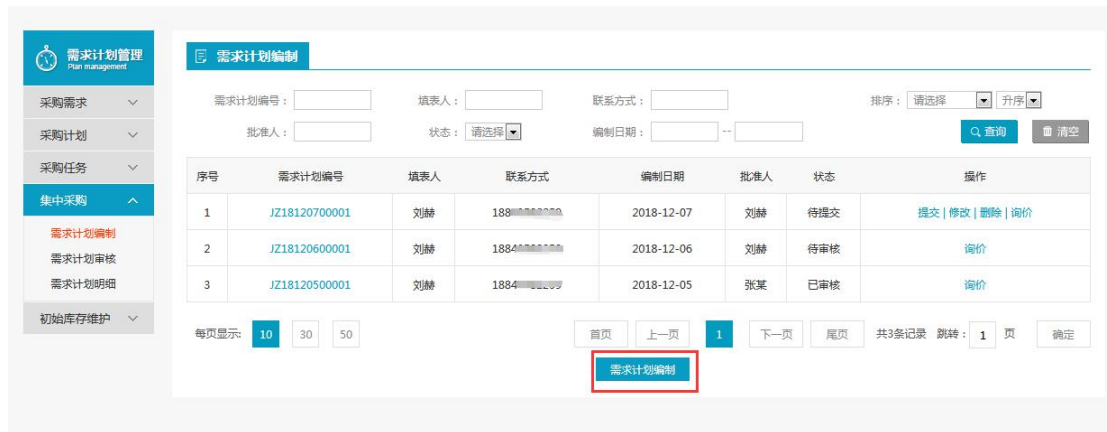 需求计划管理
Plan management
采购需求
采购计划
采购任务
集中采购
需求计划编制
需求计划审核
需求计划明细
初始库存维护
需求计划编制
需求计划编号： 填表人： 联系方式： 排序： 请选择 升序
批准人： 状态： 请选择 编制日期： -- 查询 清空
序号 需求计划编号 填表人 联系方式 编制日期 批准人 状态 操作
1 JZ18120700001 刘赫 188 2018-12-07 刘赫 待提交 提交 | 修改 | 删除 | 询价
2 JZ18120600001 刘赫 1884 2018-12-06 刘赫 待审核 询价
3 JZ18120500001 刘赫 1884 2018-12-05 张某 已审核 询价
每页显示: 10 30 50 首页 上一页 1 下一页 尾页 共3条记录 跳转： 1 页 确定
需求计划编制